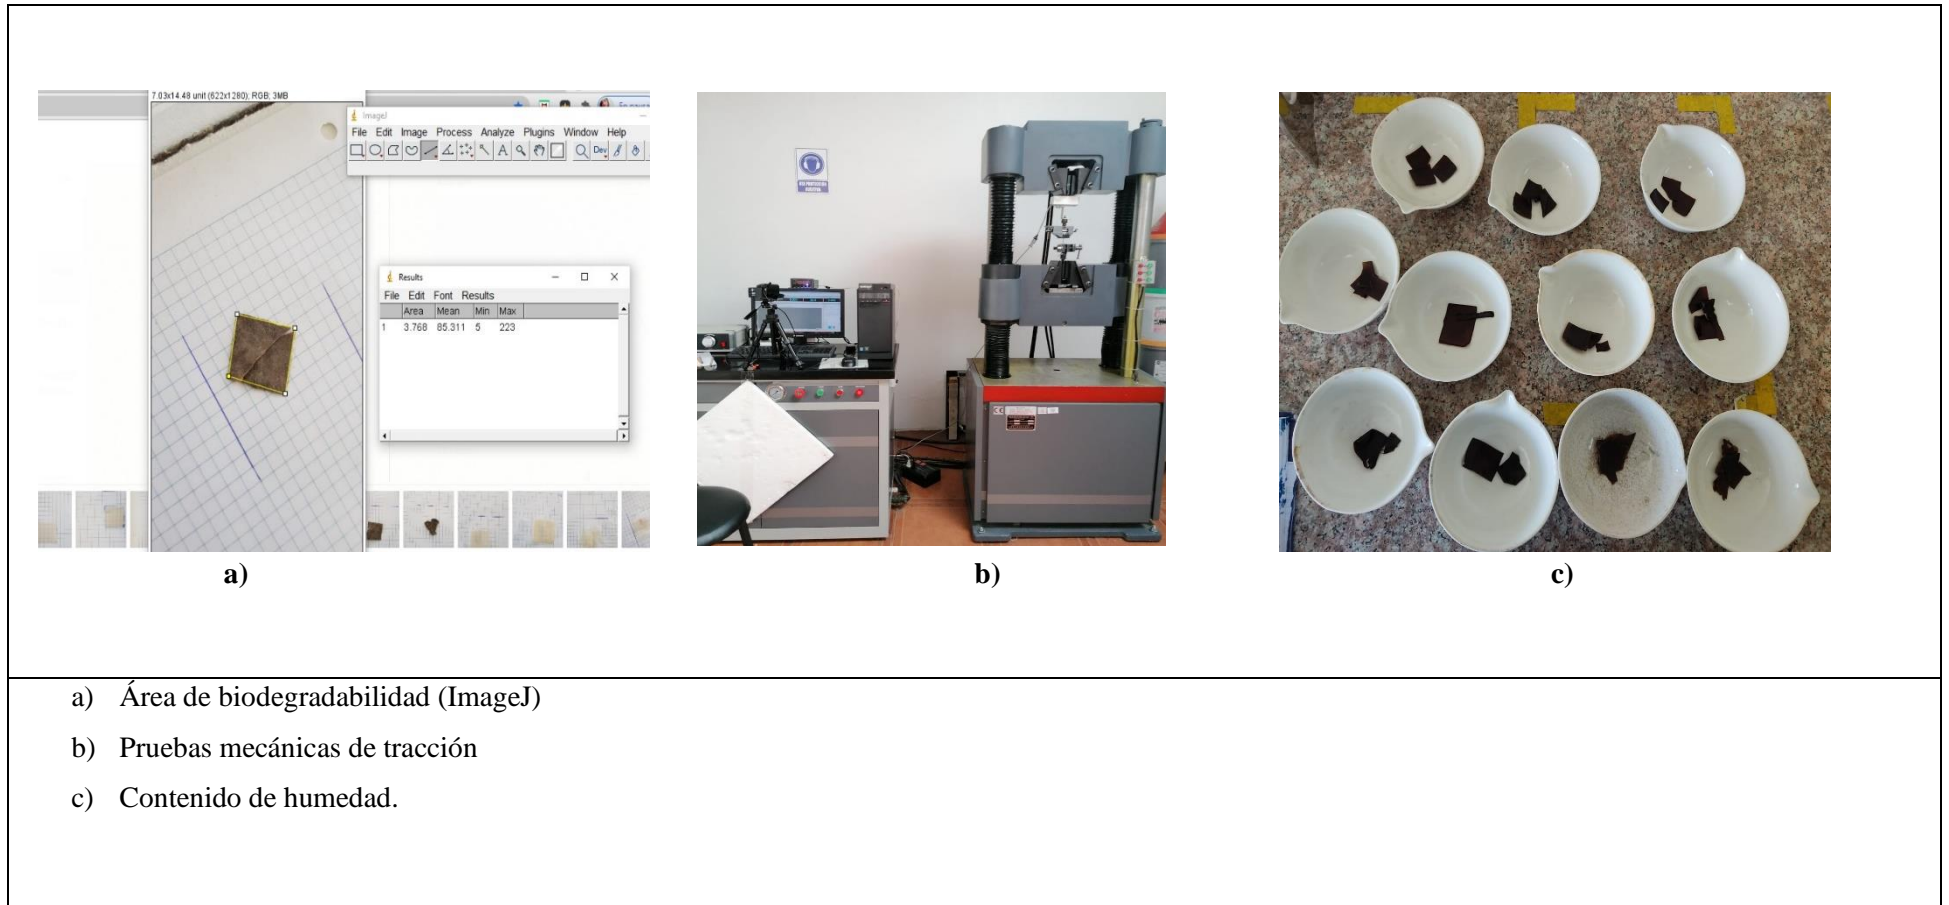 7.03x14.48 unit (622x1280); RGB; 3MB
ImageJ
File Edit Image Process Analyze Plugins Window Help
Dev
Results
File Edit Font Results
Area Mean Min Max
1 3.768 85.311 5 223
a)
b)
c)
a) Área de biodegradabilidad (ImageJ)
b) Pruebas mecánicas de tracción
c) Contenido de humedad.